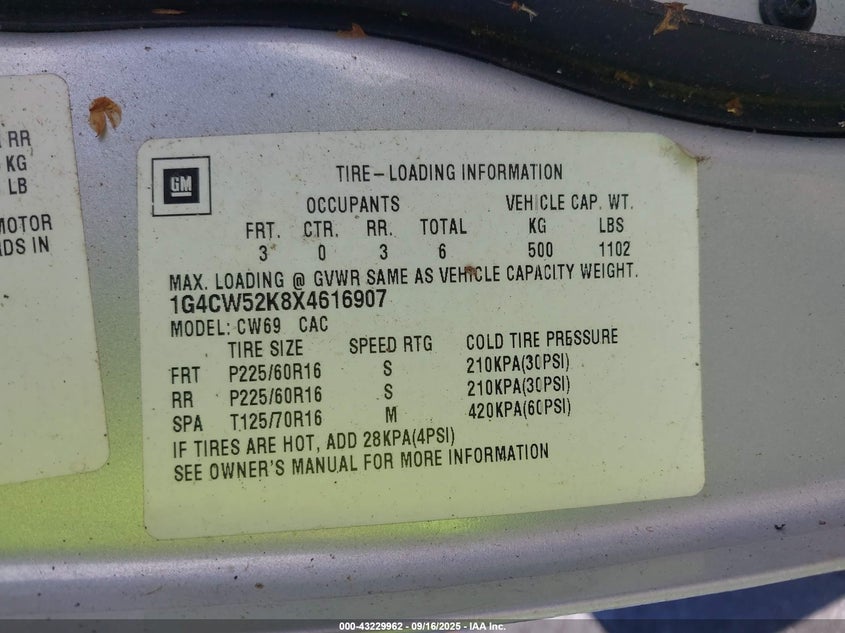 RR
KG
LB
MOTOR
IN
GM
TIRE-LOADING INFORMATION
OCCUPANTS VEHICLE CAP. WT.
FRT. CTR. RR. TOTAL KG LBS
3 0 3 6 500 1102
MAX. LOADING @ GVWR SAME AS VEHICLE CAPACITY WEIGHT.
1G4CW52K8X4616907
MODEL: CW69 CAC
TIRE SIZE SPEED RTG COLD TIRE PRESSURE
FRT P225/60R16 S 210KPA(30PSI)
RR P225/60R16 S 210KPA(30PSI)
SPA T125/70R16 M 420KPA(60PSI)
IF TIRES ARE HOT, ADD 28KPA(4PSI)
SEE OWNER'S MANUAL FOR MORE INFORMATION
000-43229962 - 09/16/2025 - IAA Inc.